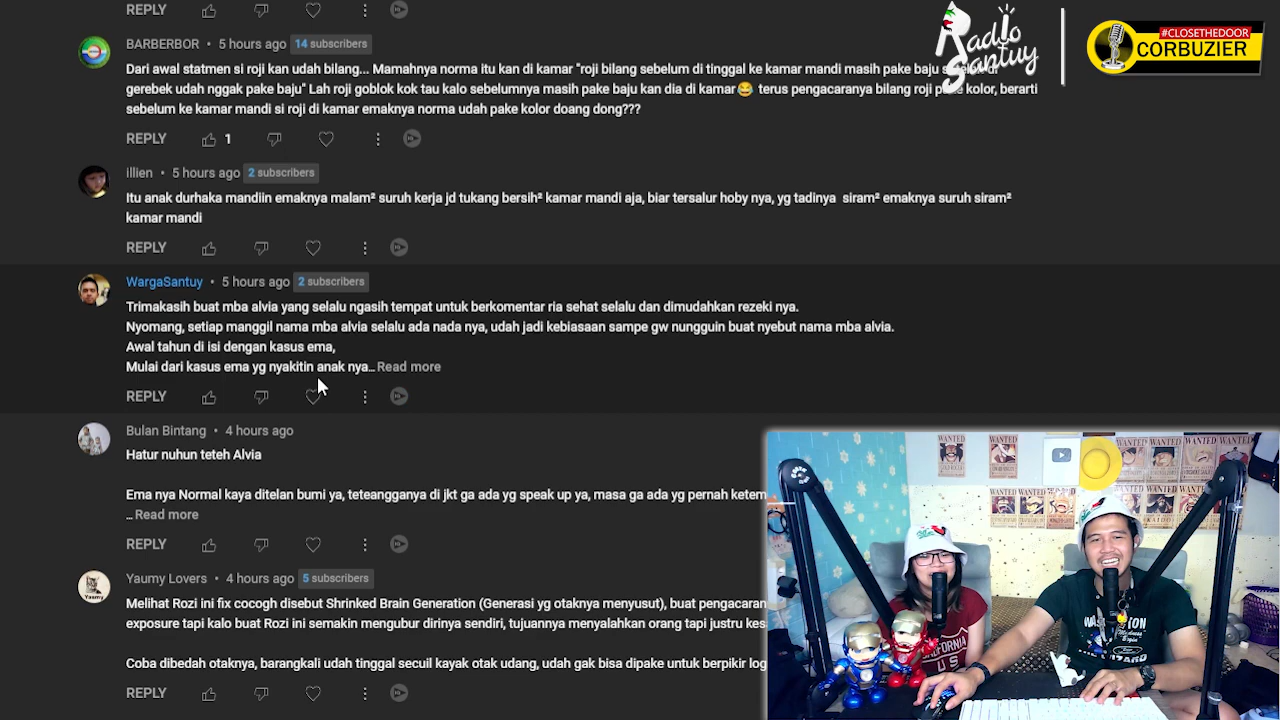 REPLY
Radio
Santuy
#CLOSETHEDOOR
CORBUZIER
BARBERBOR • 5 hours ago 14 subscribers
Dari awal statmen si roji kan udah bilang... Mamahnya norma itu kan di kamar "roji bilang sebelum di tinggal ke kamar mandi masih pake baju di
gerebek udah nggak pake baju" Lah roji goblok kok tau kalo sebelumnya masih pake baju kan dia di kamar😂 terus pengacaranya bilang roji pake kolor, berarti
sebelum ke kamar mandi si roji di kamar emaknya norma udah pake kolor doang dong???
REPLY 1
illien • 5 hours ago 2 subscribers
Itu anak durhaka mandiin emaknya malam² suruh kerja jd tukang bersih² kamar mandi aja, biar tersalur hoby nya, yg tadinya siram² emaknya suruh siram²
kamar mandi
REPLY
WargaSantuy • 5 hours ago 2 subscribers
Trimakasih buat mba alvia yang selalu ngasih tempat untuk berkomentar ria sehat selalu dan dimudahkan rezeki nya.
Nyomang, setiap manggil nama mba alvia selalu ada nada nya, udah jadi kebiasaan sampe gw nungguin buat nyebut nama mba alvia.
Awal tahun di isi dengan kasus ema,
Mulai dari kasus ema yg nyakitin anak nya... Read more
REPLY
Bulan Bintang • 4 hours ago
Hatur nuhun teteh Alvia
Ema nya Normal kaya ditelan bumi ya, teteangganya di jkt ga ada yg speak up ya, masa ga ada yg pernah ketem
... Read more
REPLY
Yaumy Lovers • 4 hours ago 5 subscribers
Melihat Rozi ini fix cocogh disebut Shrinked Brain Generation (Generasi yg otaknya menyusut), buat pengacaran
exposure tapi kalo buat Rozi ini semakin mengubur dirinya sendiri, tujuannya menyalahkan orang tapi justru kesa
Coba dibedah otaknya, barangkali udah tinggal secuil kayak otak udang, udah gak bisa dipake untuk berpikir log
REPLY
WANTED
WANTED
WANTED
WANTED
WANTED
CALIFORNIA
U S